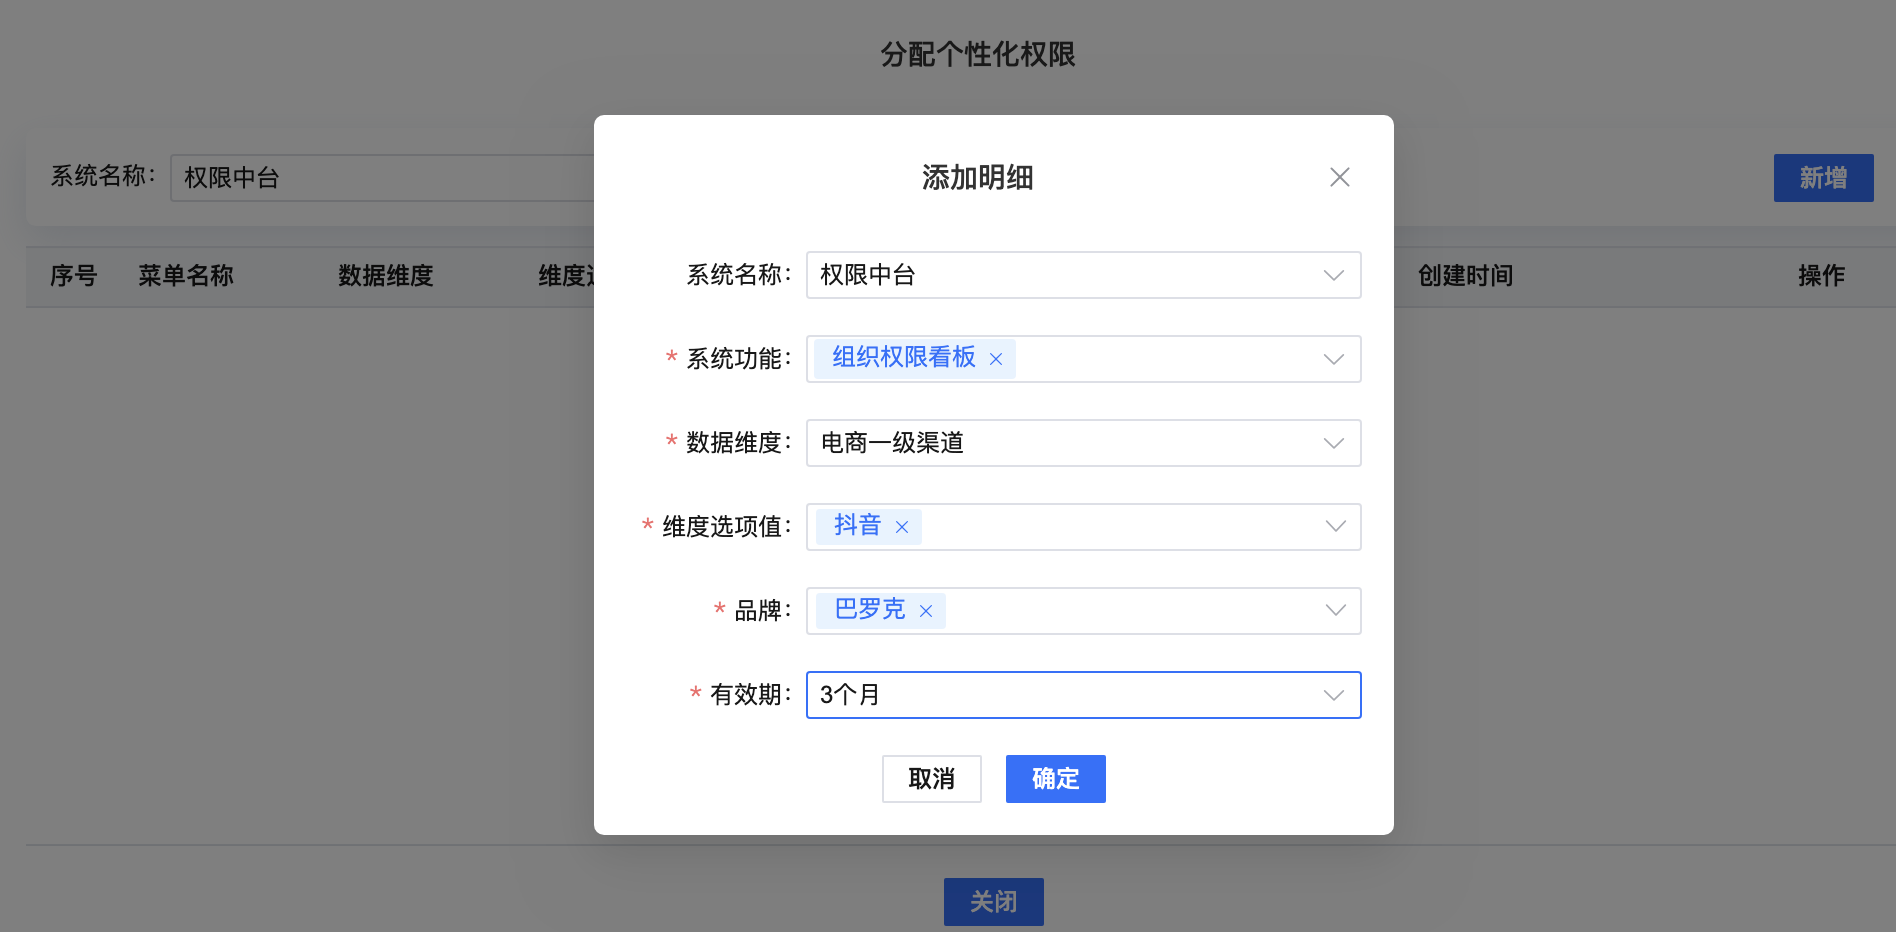 分配个性化权限
系统名称：
权限中台
新增
序号
菜单名称
数据维度
维度
创建时间
操作
添加明细
系统名称：
权限中台
* 系统功能：
组织权限看板 ×
* 数据维度：
电商一级渠道
* 维度选项值：
抖音 ×
* 品牌：
巴罗克 ×
* 有效期：
3个月
取消
确定
关闭